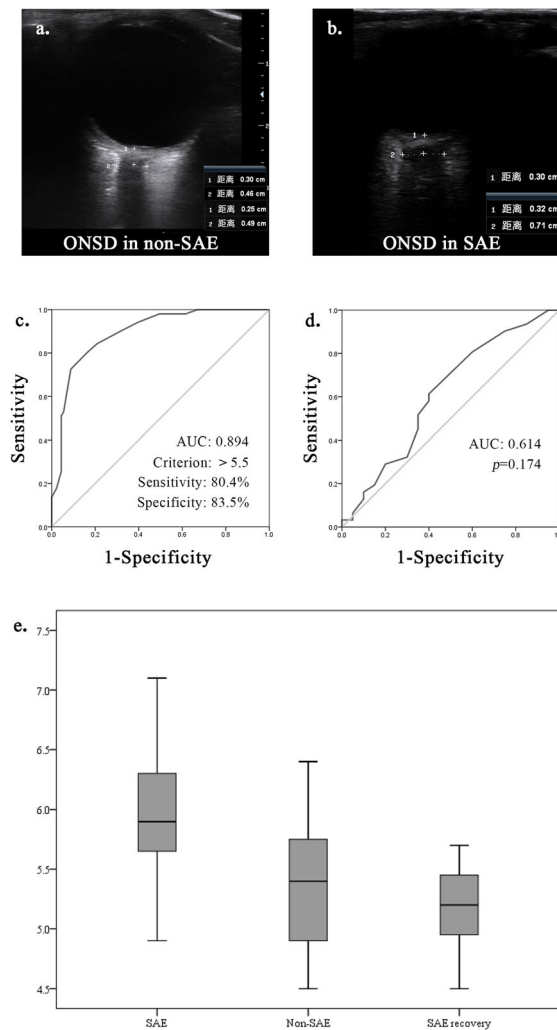 a.
1
2
1 距离 0.30 cm
2 距离 0.46 cm
1 距离 0.25 cm
2 距离 0.49 cm
ONSD in non-SAE
b.
1
2
1 距离 0.30 cm
1 距离 0.32 cm
2 距离 0.71 cm
ONSD in SAE
c.
1.0
0.8
0.6
0.4
0.2
0.0
Sensitivity
AUC: 0.894
Criterion: >5.5
Sensitivity: 80.4%
Specificity: 83.5%
0.0 0.2 0.4 0.6 0.8 1.0
1-Specificity
d.
1.0
0.8
0.6
0.4
0.2
0.0
Sensitivity
AUC: 0.614
p=0.174
0.0 0.2 0.4 0.6 0.8 1.0
1-Specificity
e.
7.5
7.0
6.5
6.0
5.5
5.0
4.5
SAE Non-SAE SAE recovery